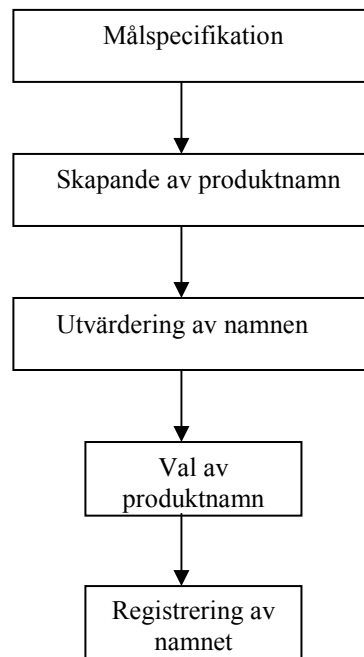 Målspecifikation
Skapande av produktnamn
Utvärdering av namnen
Val av
produktnamn
Registrering av
namnet